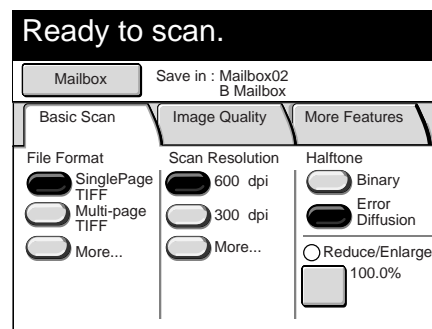 Ready to scan.
Mailbox
Save in : Mailbox02
B Mailbox
Basic Scan
Image Quality
More Features
File Format
SinglePage
TIFF
Multi-page
TIFF
More...
Scan Resolution
600 dpi
300 dpi
More...
Halftone
Binary
Error
Diffusion
Reduce/Enlarge
100.0%